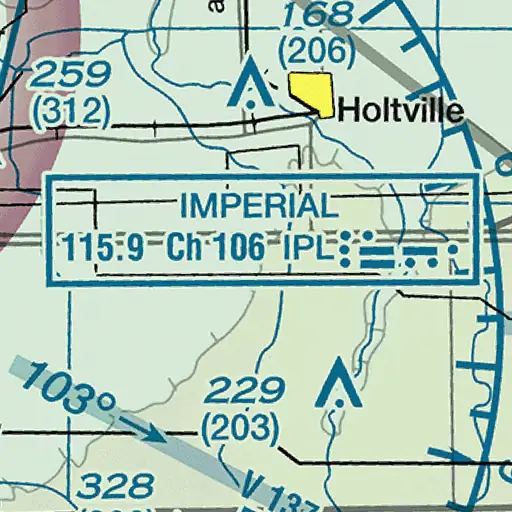 168
(206)
259
(312)
Holtville
IMPERIAL
115.9 Ch 106 IPL
103° →
229
(203)
V 137
328